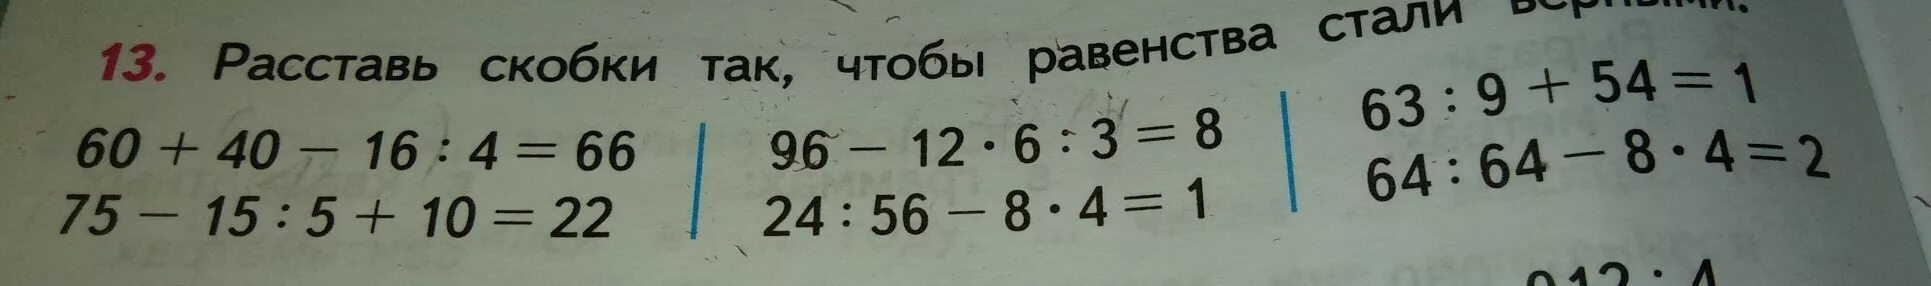 13. Расставь скобки так, чтобы равенства стали верными.
60 + 40 − 16 : 4 = 66
75 − 15 : 5 + 10 = 22
96 − 12 · 6 : 3 = 8
24 : 56 − 8 · 4 = 1
63 : 9 + 54 = 1
64 : 64 − 8 · 4 = 2